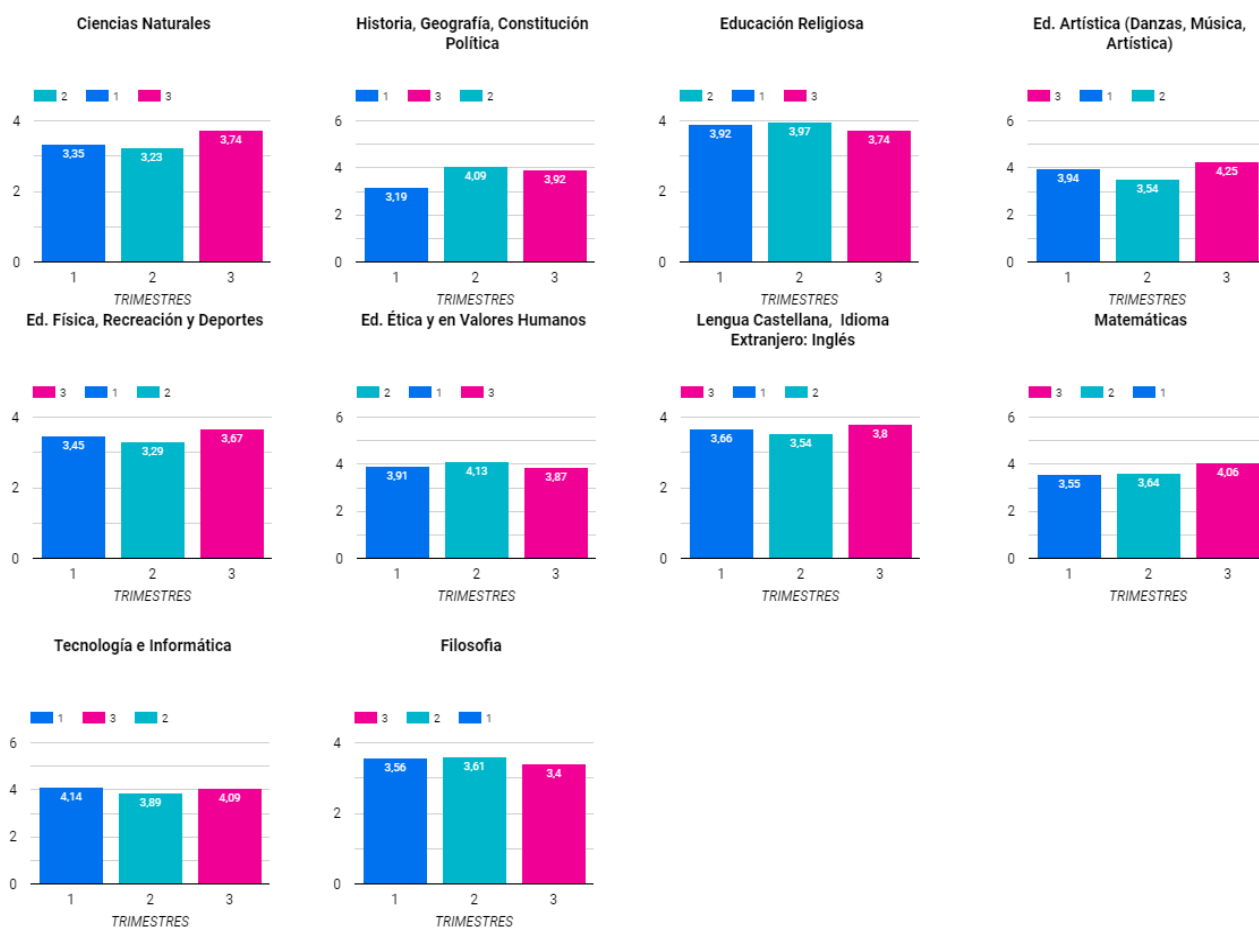 Ciencias Naturales
2 1 3
4
2
0
3,35
3,23
3,74
1 2 3
TRIMESTRES
Historia, Geografía, Constitución
Política
1 3 2
6
4
2
0
3,19
4,09
3,92
1 2 3
TRIMESTRES
Educación Religiosa
2 1 3
4
2
0
3,92
3,97
3,74
1 2 3
TRIMESTRES
Ed. Artística (Danzas, Música,
Artística)
3 1 2
6
4
2
0
3,94
3,54
4,25
1 2 3
TRIMESTRES
Ed. Física, Recreación y Deportes
3 1 2
4
2
0
3,45
3,29
3,67
1 2 3
TRIMESTRES
Ed. Ética y en Valores Humanos
2 1 3
6
4
2
0
3,91
4,13
3,87
1 2 3
TRIMESTRES
Lengua Castellana, Idioma
Extranjero: Inglés
3 1 2
4
2
0
3,66
3,54
3,8
1 2 3
TRIMESTRES
Matemáticas
3 2 1
6
4
2
0
3,55
3,64
4,06
1 2 3
TRIMESTRES
Tecnología e Informática
1 3 2
6
4
2
0
4,14
3,89
4,09
1 2 3
TRIMESTRES
Filosofia
3 2 1
4
2
0
3,56
3,61
3,4
1 2 3
TRIMESTRES